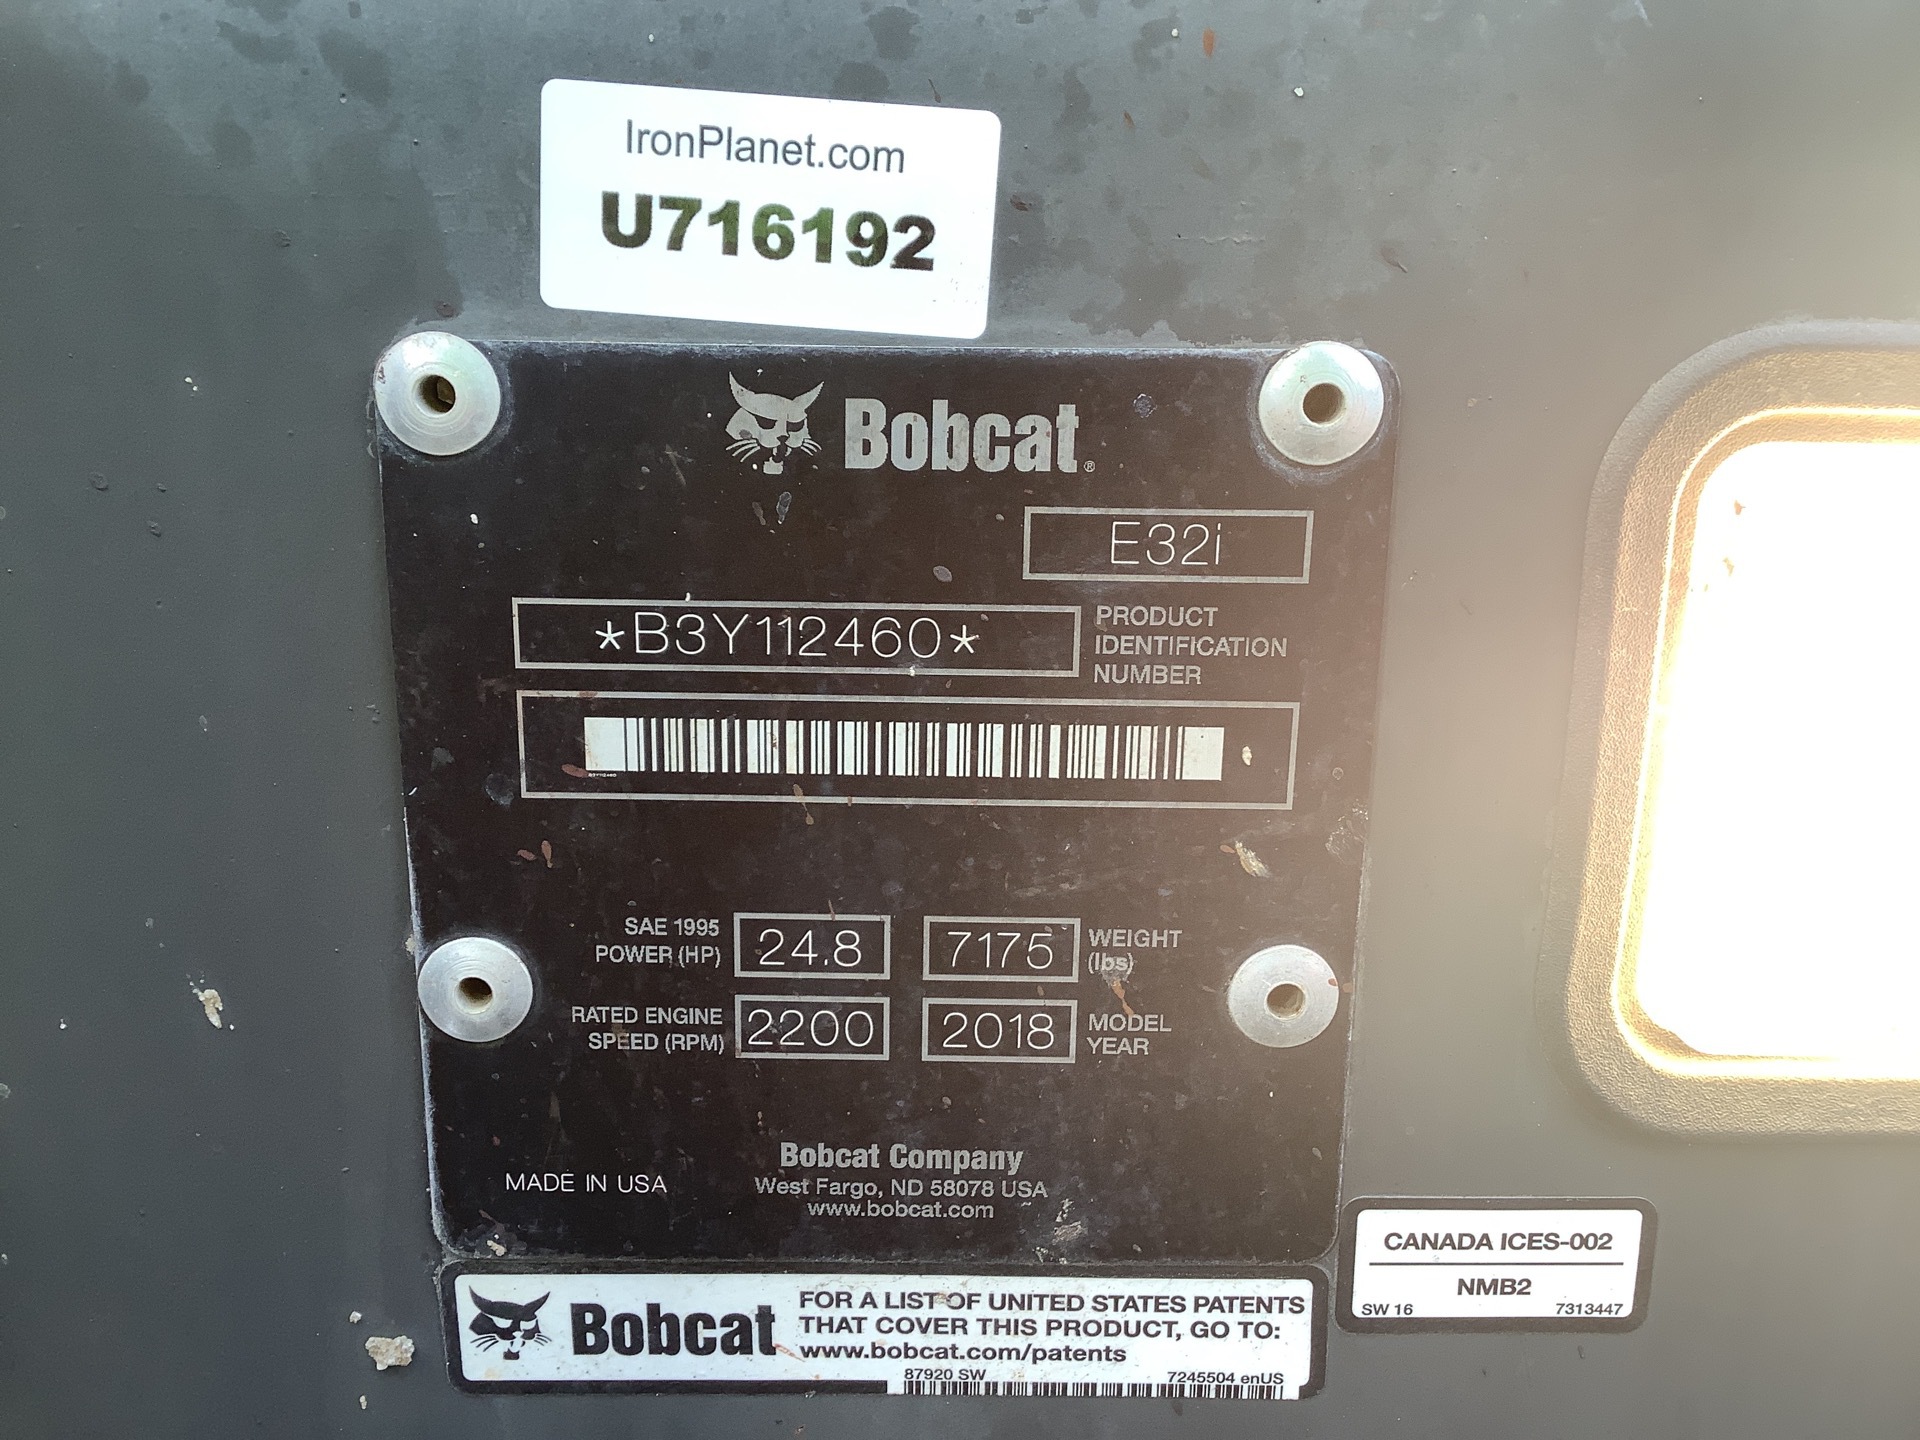 IronPlanet.com
U716192
Bobcat®
E32i
*B3Y112460*
PRODUCT
IDENTIFICATION
NUMBER
B3Y112460
SAE 1995
POWER (HP)
24.8
7175
WEIGHT
(lbs)
RATED ENGINE
SPEED (RPM)
2200
2018
MODEL
YEAR
MADE IN USA
Bobcat Company
West Fargo, ND 58078 USA
www.bobcat.com
Bobcat
FOR A LIST OF UNITED STATES PATENTS
THAT COVER THIS PRODUCT, GO TO:
www.bobcat.com/patents
87920 SW
7245504 enUS
CANADA ICES-002
NMB2
SW 16
7313447